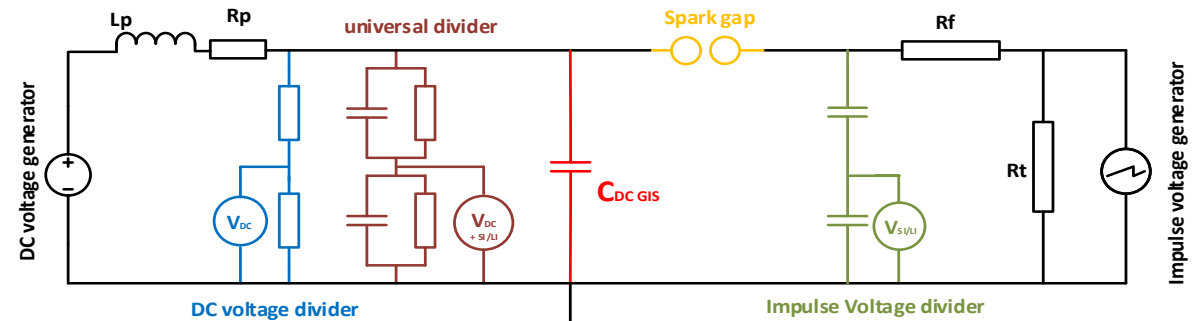 Lp
Rp
universal divider
Spark gap
Rf
DC voltage generator
+
−
VDC
VDC
+ SI/LI
CDC GIS
VSI/LI
Rt
Impulse voltage generator
DC voltage divider
Impulse Voltage divider